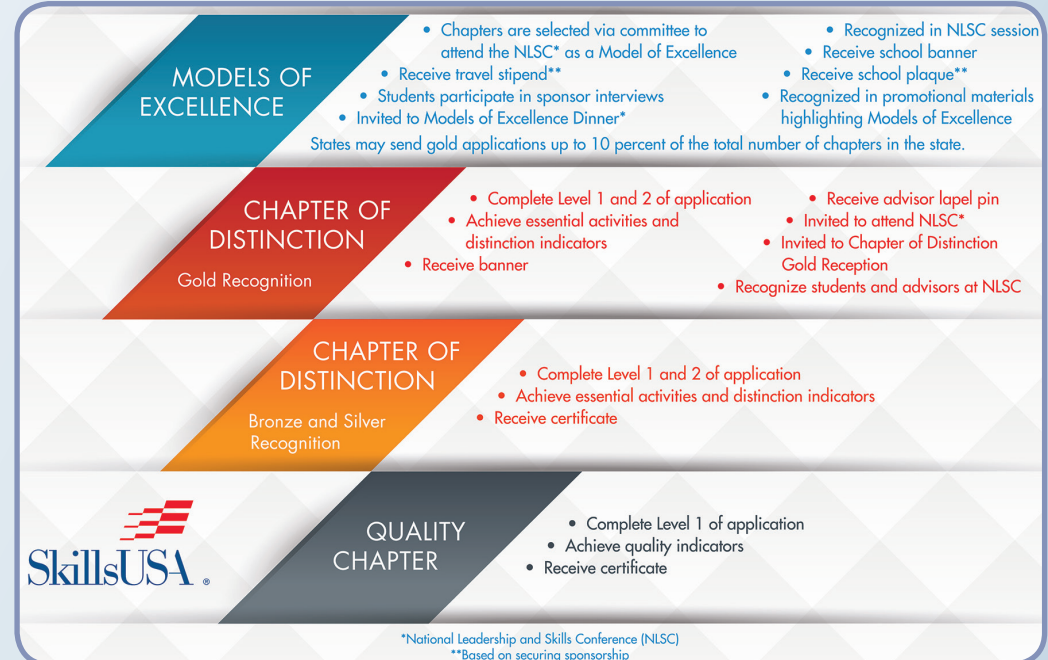 MODELS OF
EXCELLENCE
• Chapters are selected via committee to
attend the NLSC* as a Model of Excellence
• Receive travel stipend**
• Students participate in sponsor interviews
• Invited to Models of Excellence Dinner*
• Recognized in NLSC session
• Receive school banner
• Receive school plaque**
• Recognized in promotional materials
highlighting Models of Excellence
States may send gold applications up to 10 percent of the total number of chapters in the state.
CHAPTER OF
DISTINCTION
Gold Recognition
• Complete Level 1 and 2 of application
• Achieve essential activities and
distinction indicators
• Receive banner
• Receive advisor lapel pin
• Invited to attend NLSC*
• Invited to Chapter of Distinction
Gold Reception
• Recognize students and advisors at NLSC
CHAPTER OF
DISTINCTION
Bronze and Silver
Recognition
• Complete Level 1 and 2 of application
• Achieve essential activities and distinction indicators
• Receive certificate
SkillsUSA®
QUALITY
CHAPTER
• Complete Level 1 of application
• Achieve quality indicators
• Receive certificate
*National Leadership and Skills Conference (NLSC)
**Based on securing sponsorship